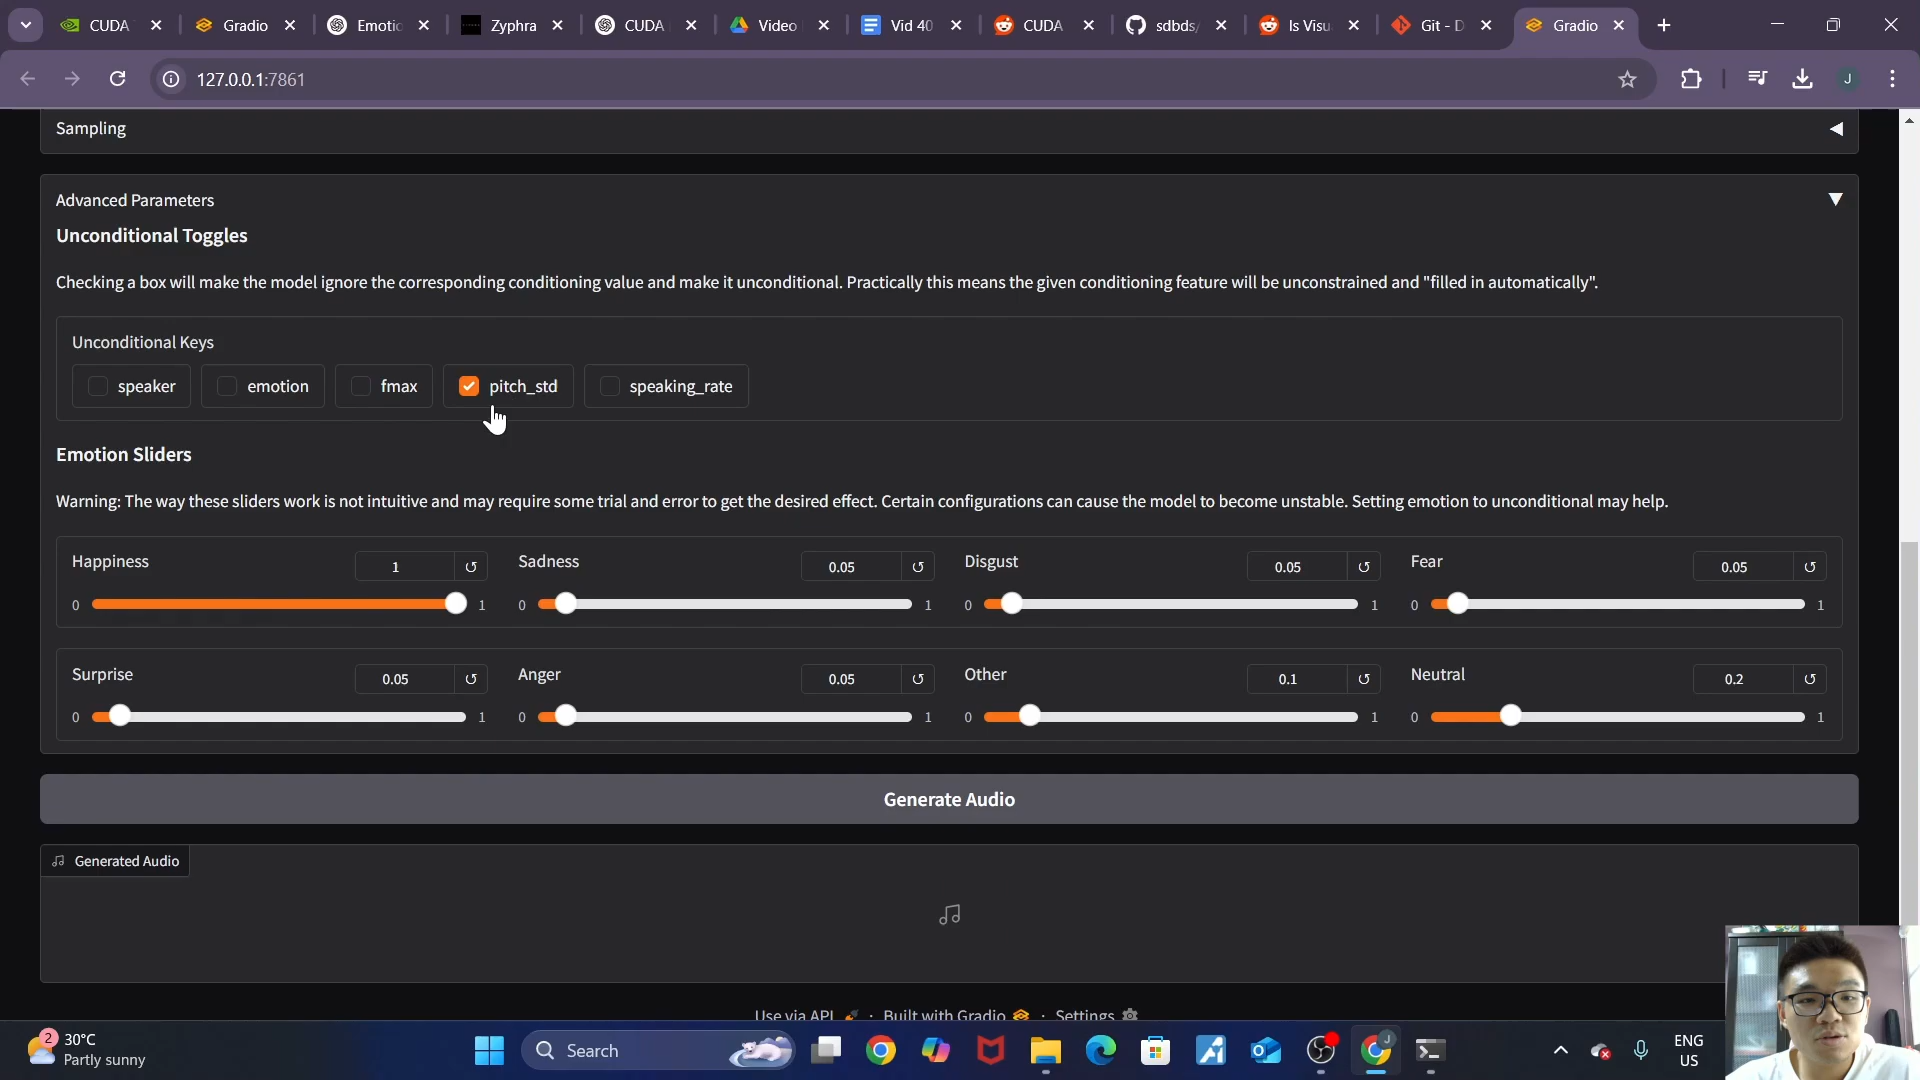 CUDA
Gradio
Emotic
Zyphra
CUDA
Video
Vid 40
CUDA
sdbds/
Is Visu
Git - D
Gradio
127.0.0.1:7861
J
Sampling
Advanced Parameters
Unconditional Toggles
Checking a box will make the model ignore the corresponding conditioning value and make it unconditional. Practically this means the given conditioning feature will be unconstrained and "filled in automatically".
Unconditional Keys
speaker emotion fmax pitch_std speaking_rate
Emotion Sliders
Warning: The way these sliders work is not intuitive and may require some trial and error to get the desired effect. Certain configurations can cause the model to become unstable. Setting emotion to unconditional may help.
Happiness 1 Sadness 0.05 Disgust 0.05 Fear 0.05
0 1 0 1 0 1 0 1
Surprise 0.05 Anger 0.05 Other 0.1 Neutral 0.2
0 1 0 1 0 1 0 1
Generate Audio
Generated Audio
Use via API · Built with Gradio · Settings
2
30°C
Partly sunny
Search
J
ENG
US